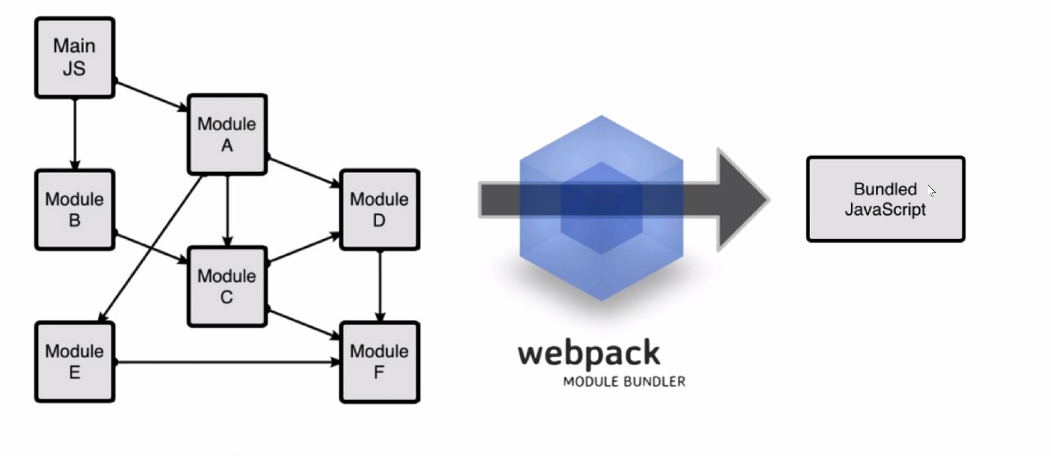 Main
JS
Module
A
Module
B
Module
D
Module
C
Module
E
Module
F
webpack
MODULE BUNDLER
Bundled
JavaScript